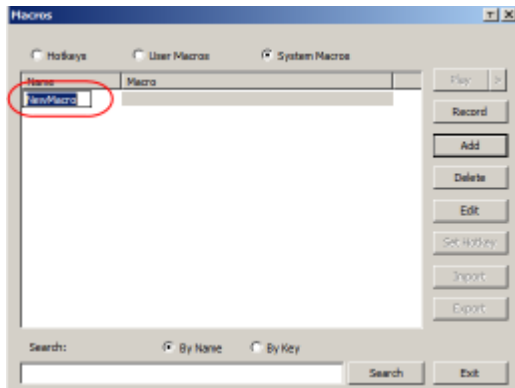 Macros
Hotkeys User Macros System Macros
Name Macro
NewMacro
Play >
Record
Add
Delete
Edit
Set Hotkey
Import
Export
Search: By Name By Key
Search Exit